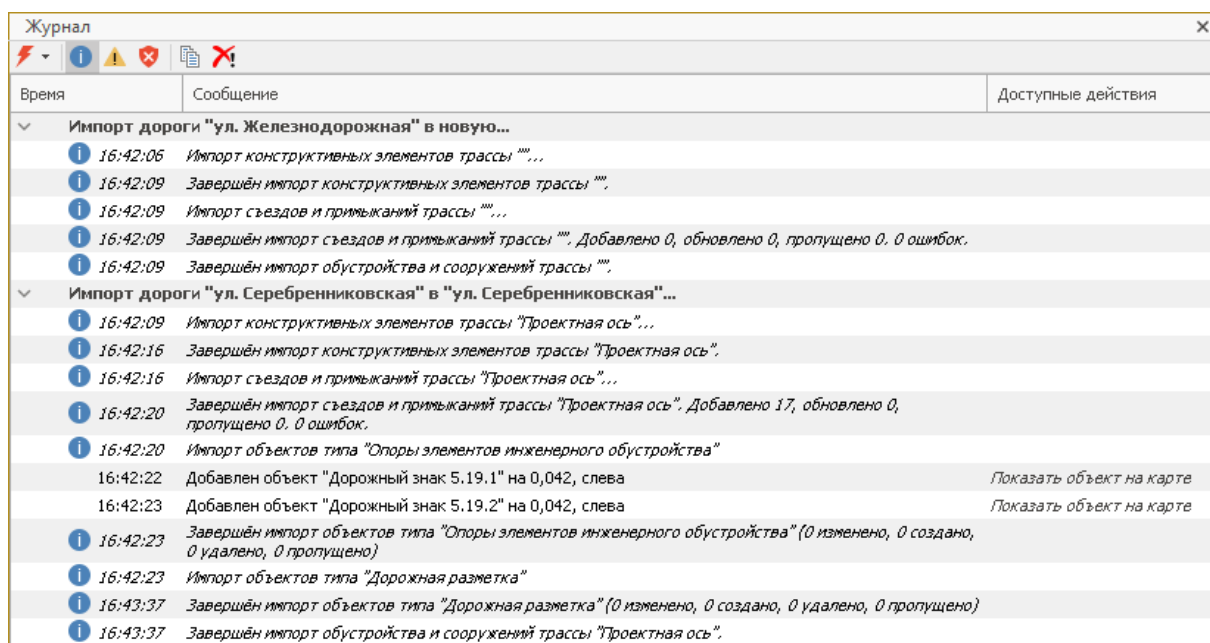 Журнал
Время Сообщение Доступные действия
Импорт дороги "ул. Железнодорожная" в новую...
16:42:06 Импорт конструктивных элементов трассы ""...
16:42:09 Завершён импорт конструктивных элементов трассы "".
16:42:09 Импорт съездов и примыканий трассы ""...
16:42:09 Завершён импорт съездов и примыканий трассы "". Добавлено 0, обновлено 0, пропущено 0. 0 ошибок.
16:42:09 Завершён импорт обустройства и сооружений трассы "".
Импорт дороги "ул. Серебренниковская" в "ул. Серебренниковская"...
16:42:09 Импорт конструктивных элементов трассы "Проектная ось"...
16:42:16 Завершён импорт конструктивных элементов трассы "Проектная ось".
16:42:16 Импорт съездов и примыканий трассы "Проектная ось"...
16:42:20 Завершён импорт съездов и примыканий трассы "Проектная ось". Добавлено 17, обновлено 0,
пропущено 0. 0 ошибок.
16:42:20 Импорт объектов типа "Опоры элементов инженерного обустройства"
16:42:22 Добавлен объект "Дорожный знак 5.19.1" на 0,042, слева Показать объект на карте
16:42:23 Добавлен объект "Дорожный знак 5.19.2" на 0,042, слева Показать объект на карте
16:42:23 Завершён импорт объектов типа "Опоры элементов инженерного обустройства" (0 изменено, 0 создано,
0 удалено, 0 пропущено)
16:42:23 Импорт объектов типа "Дорожная разметка"
16:43:37 Завершён импорт объектов типа "Дорожная разметка" (0 изменено, 0 создано, 0 удалено, 0 пропущено)
16:43:37 Завершён импорт обустройства и сооружений трассы "Проектная ось".